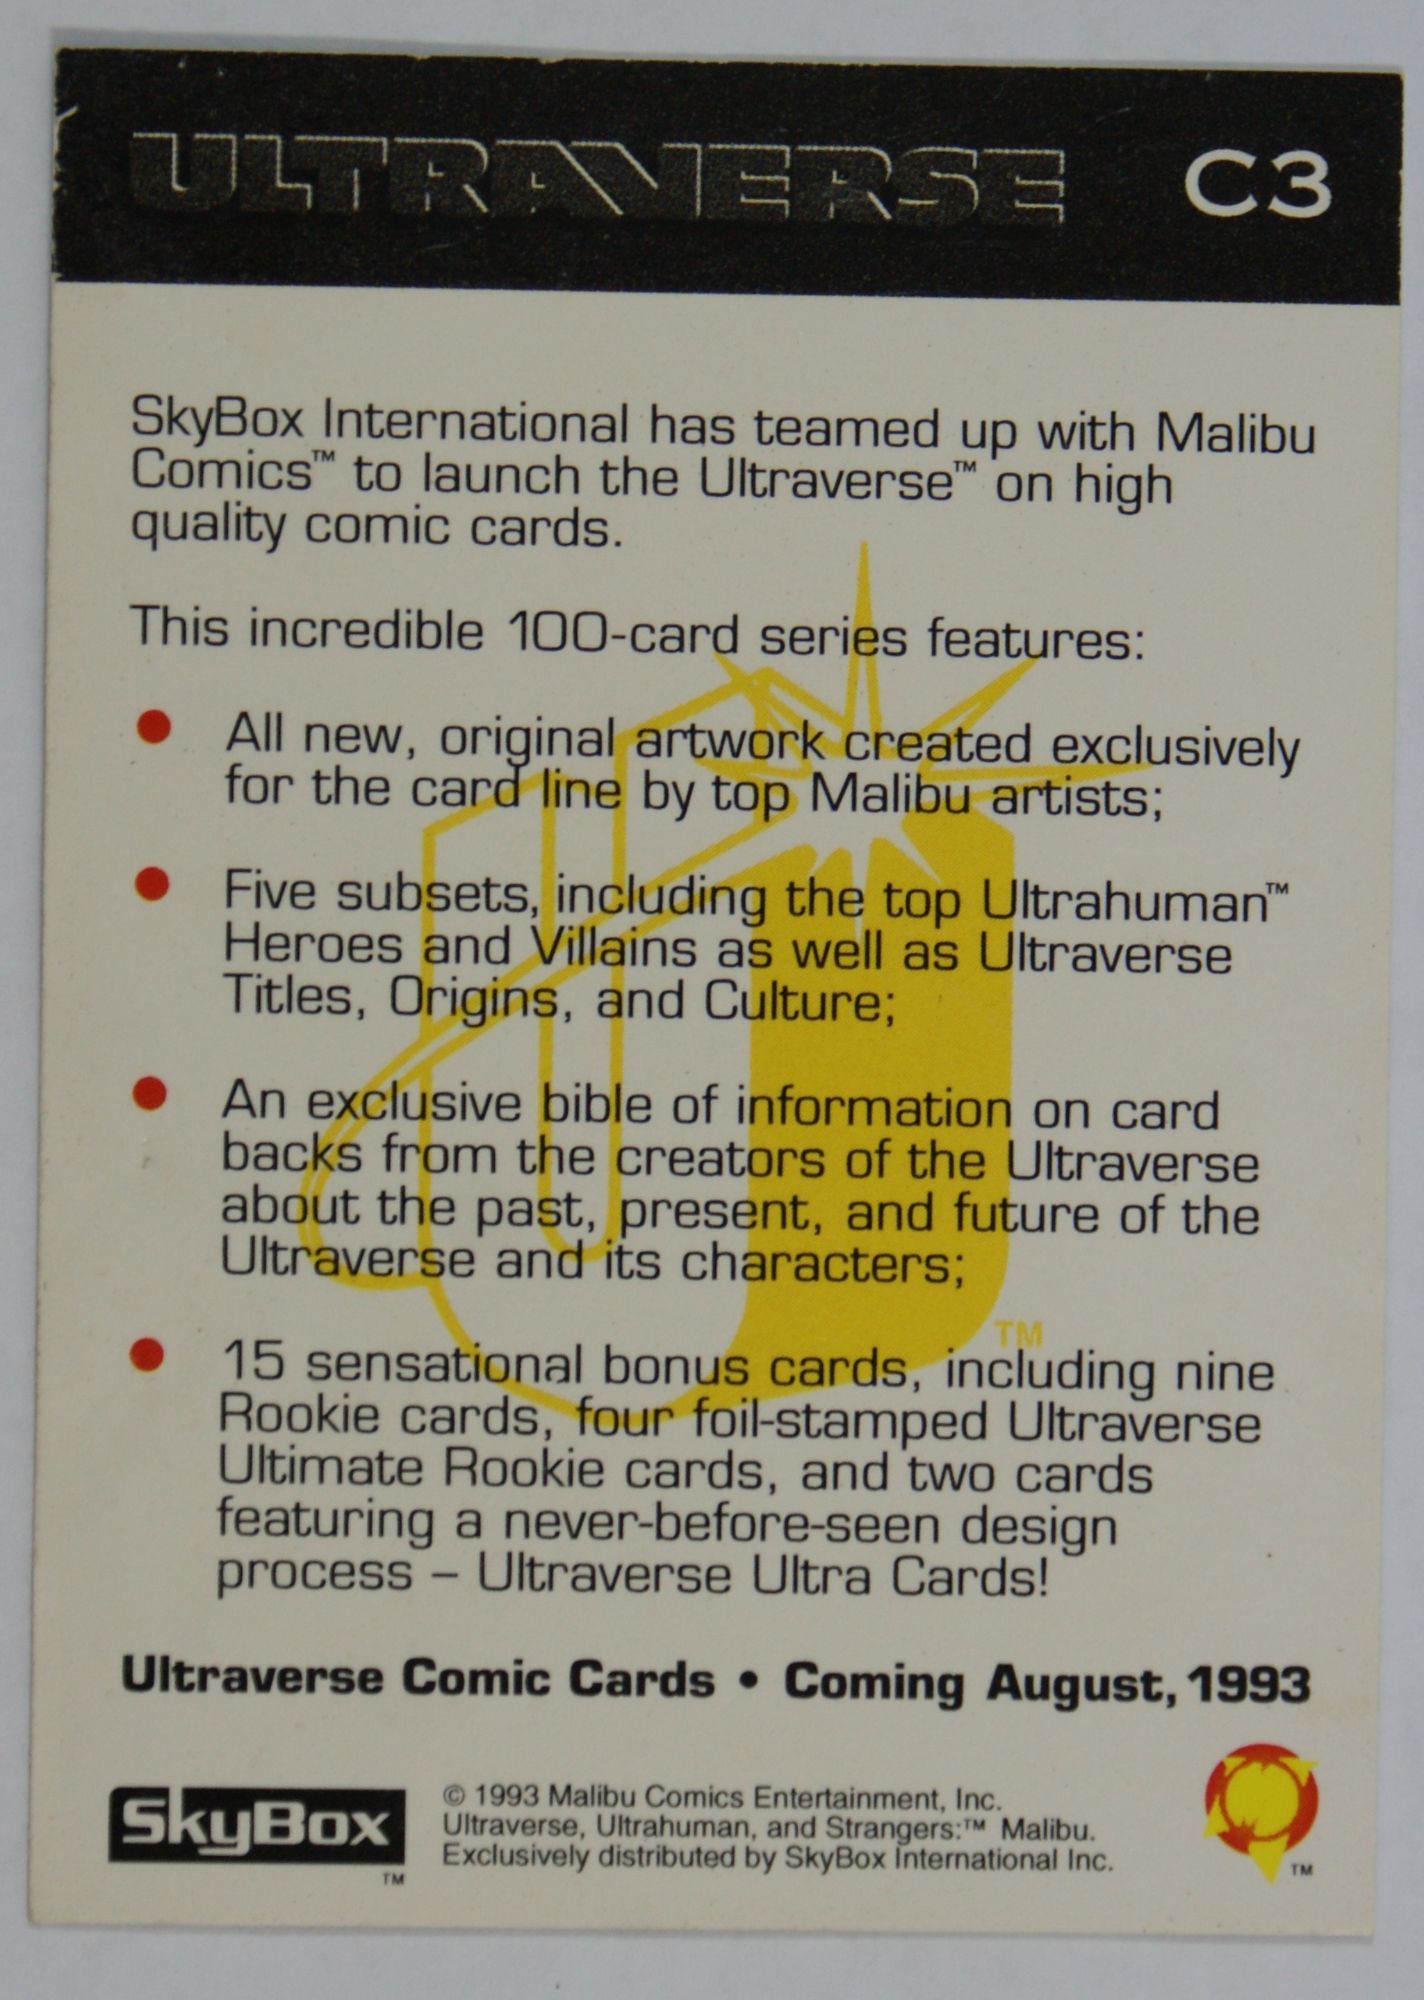 ULTRAVERSE C3
SkyBox International has teamed up with Malibu
Comics™ to launch the Ultraverse™ on high
quality comic cards.
This incredible 100-card series features:
• All new, original artwork created exclusively
for the card line by top Malibu artists;
• Five subsets, including the top Ultrahuman™
Heroes and Villains as well as Ultraverse
Titles, Origins, and Culture;
• An exclusive bible of information on card
backs from the creators of the Ultraverse
about the past, present, and future of the
Ultraverse and its characters;
TM
• 15 sensational bonus cards, including nine
Rookie cards, four foil-stamped Ultraverse
Ultimate Rookie cards, and two cards
featuring a never-before-seen design
process – Ultraverse Ultra Cards!
Ultraverse Comic Cards • Coming August, 1993
SkyBox TM
© 1993 Malibu Comics Entertainment, Inc.
Ultraverse, Ultrahuman, and Strangers:™ Malibu.
Exclusively distributed by SkyBox International Inc.
TM